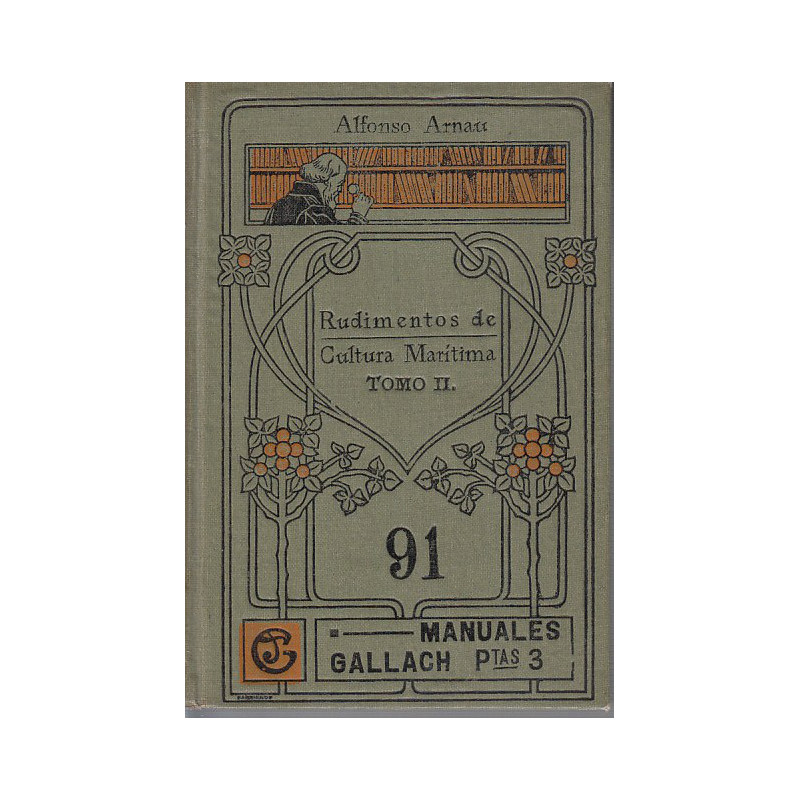 Alfonso Arnau
Rudimentos de
Cultura Marítima
TOMO II.
91
MANUALES
GALLACH PTAS 3